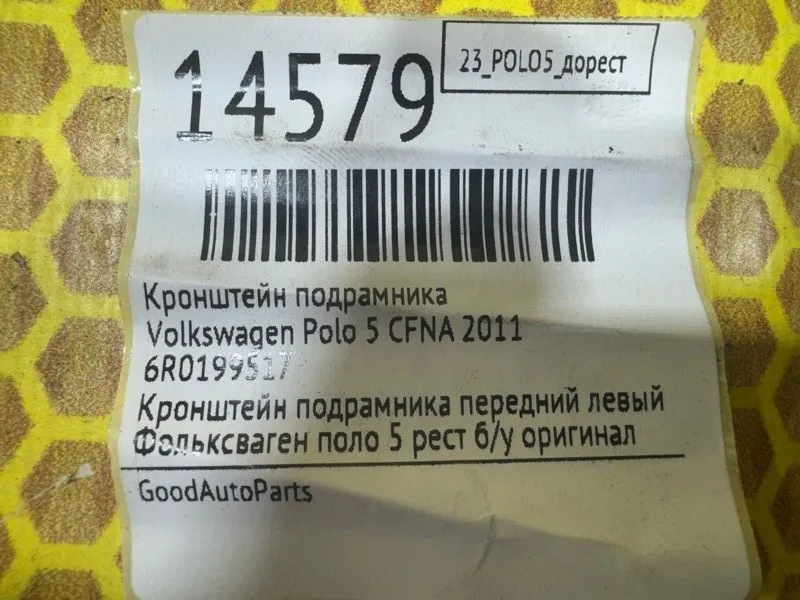 14579
23_POLO5_дорест
Кронштейн подрамника
Volkswagen Polo 5 CFNA 2011
6R0199517
Кронштейн подрамника передний левый
Фольксваген поло 5 рест б/у оригинал
GoodAutoParts